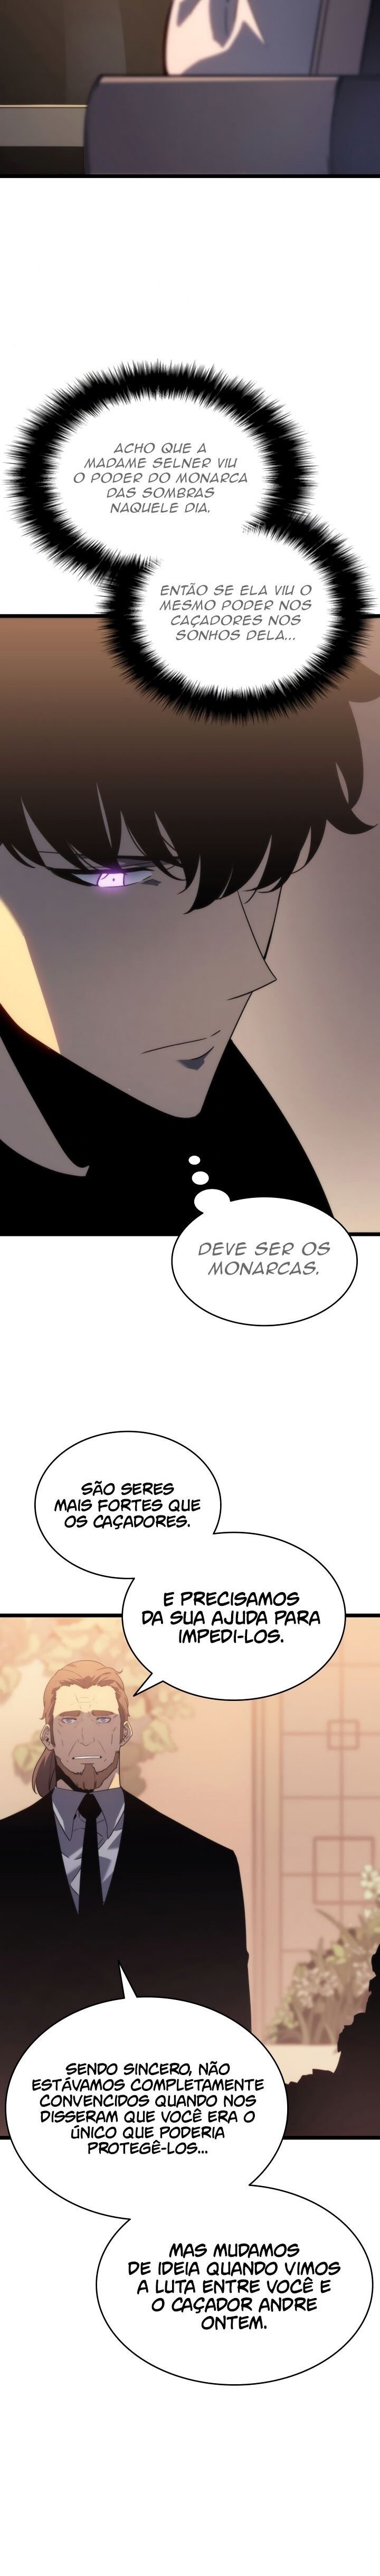 ACHO QUE A
MADAME SELNER VIU
O PODER DO MONARCA
DAS SOMBRAS
NAQUELE DIA.
ENTÃO SE ELA VIU O
MESMO PODER NOS
CAÇADORES NOS
SONHOS DELA...
DEVE SER OS
MONARCAS.
SÃO SERES
MAIS FORTES QUE
OS CAÇADORES.
E PRECISAMOS
DA SUA AJUDA PARA
IMPEDI-LOS.
SENDO SINCERO, NÃO
ESTÁVAMOS COMPLETAMENTE
CONVENCIDOS QUANDO NOS
DISSERAM QUE VOCÊ ERA O
ÚNICO QUE PODERIA
PROTEGÊ-LOS...
MAS MUDAMOS
DE IDEIA QUANDO VIMOS
A LUTA ENTRE VOCÊ E
O CAÇADOR ANDRE
ONTEM.